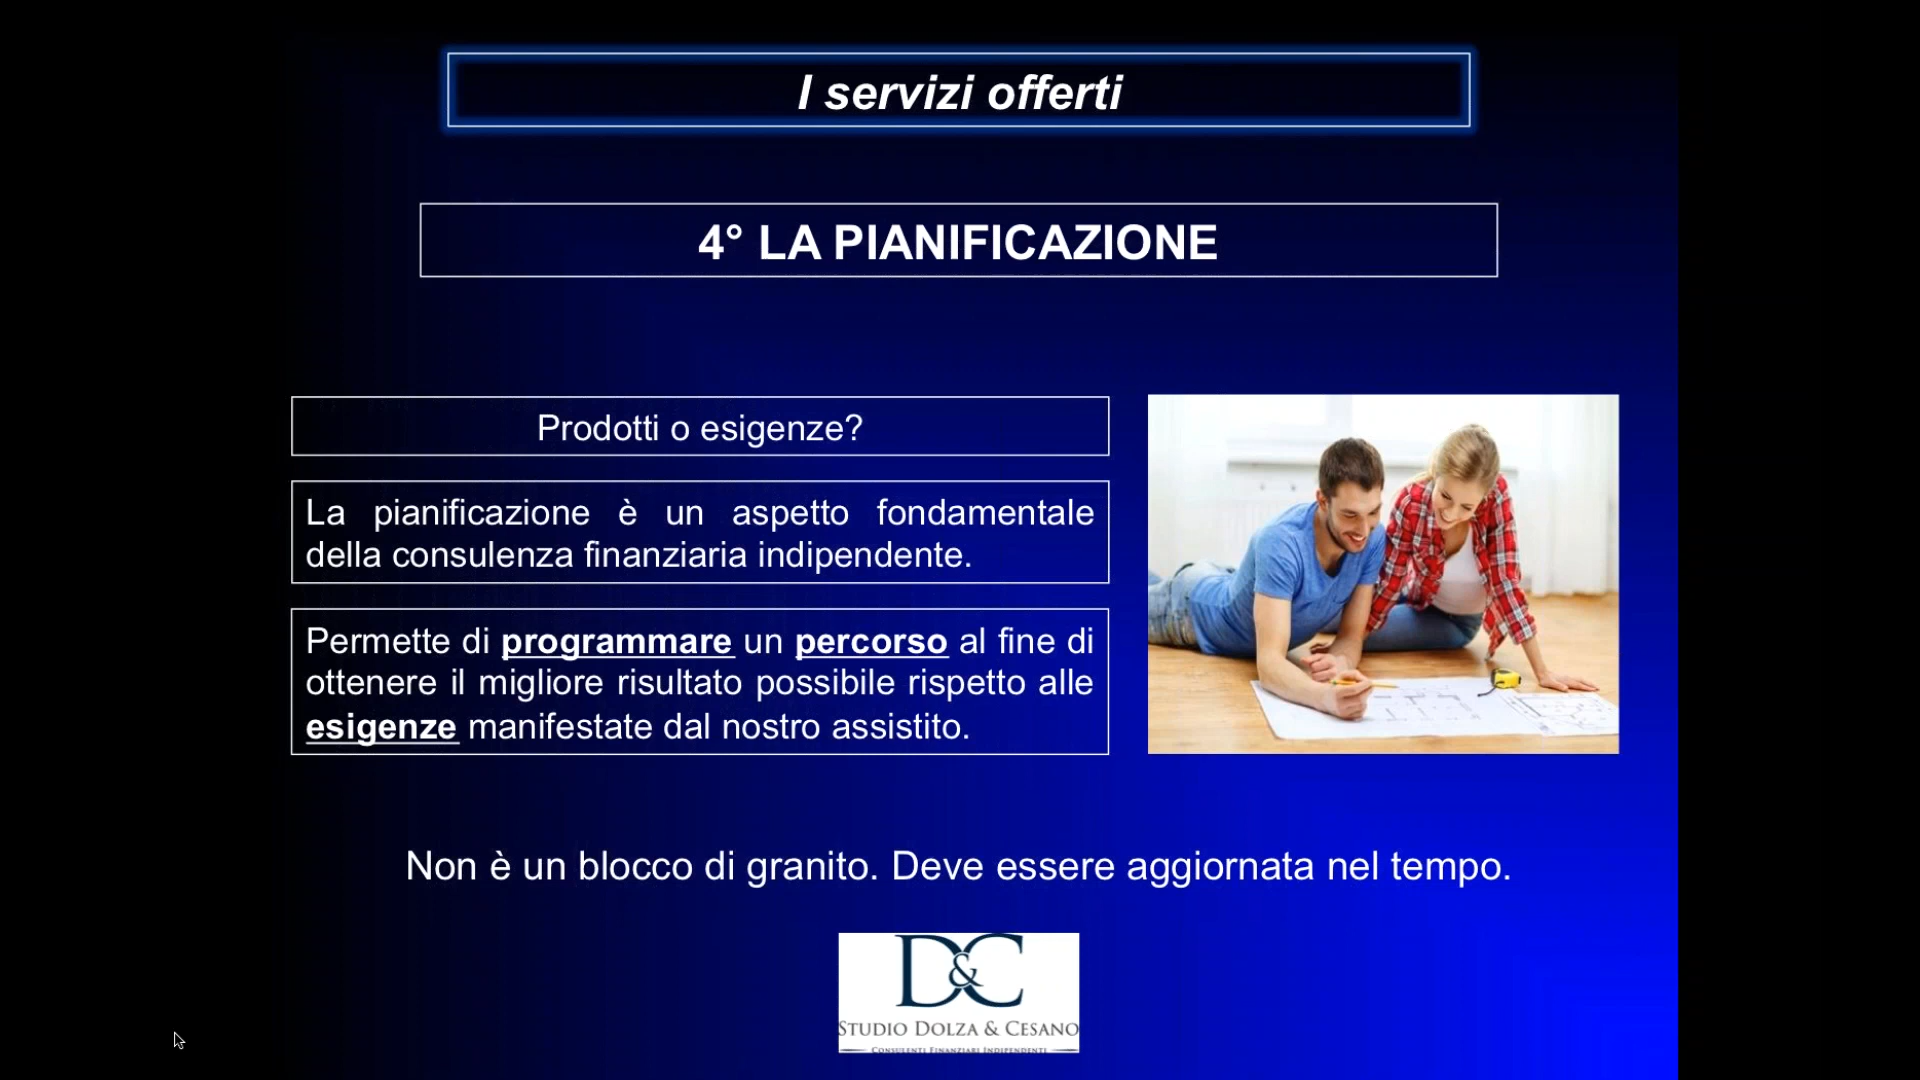 I servizi offerti
4° LA PIANIFICAZIONE
Prodotti o esigenze?
La pianificazione è un aspetto fondamentale
della consulenza finanziaria indipendente.
Permette di programmare un percorso al fine di
ottenere il migliore risultato possibile rispetto alle
esigenze manifestate dal nostro assistito.
Non è un blocco di granito. Deve essere aggiornata nel tempo.
D&C
STUDIO DOLZA & CESANO
CONSULENTI FINANZIARI INDIPENDENTI